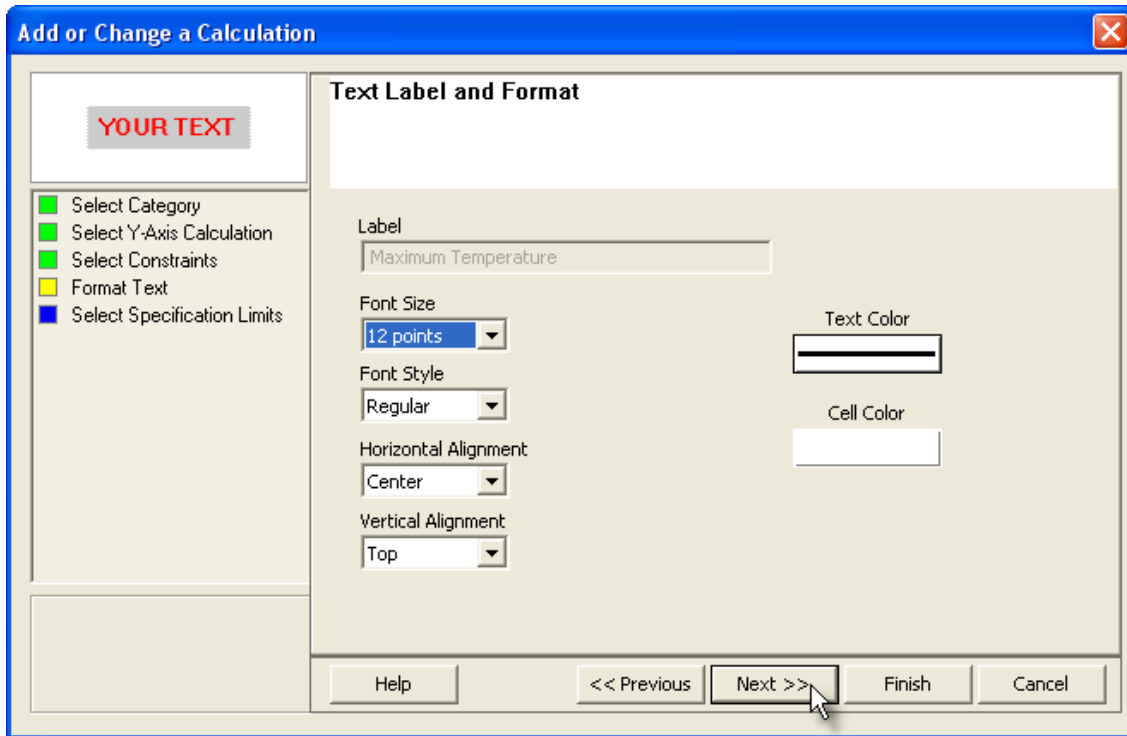 Add or Change a Calculation
YOUR TEXT
Select Category
Select Y-Axis Calculation
Select Constraints
Format Text
Select Specification Limits
Text Label and Format
Label
Maximum Temperature
Font Size
12 points
Font Style
Regular
Horizontal Alignment
Center
Vertical Alignment
Top
Text Color
Cell Color
Help
<< Previous
Next >>
Finish
Cancel